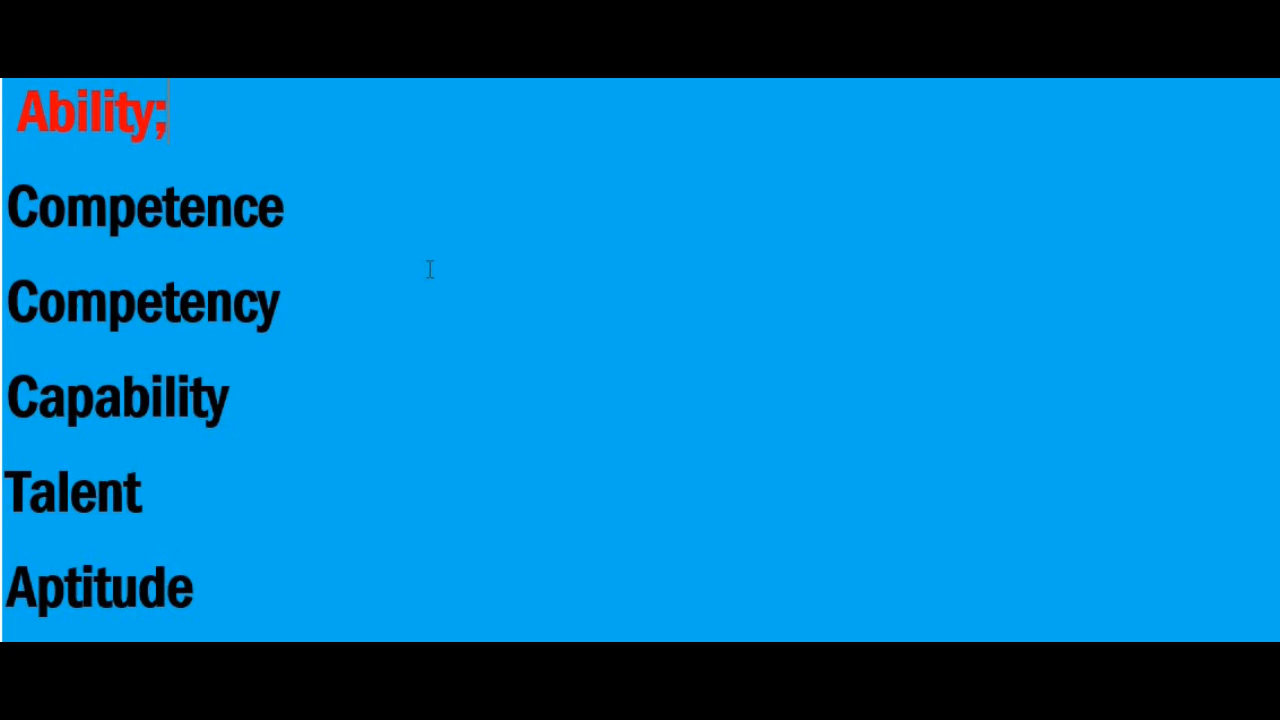 Ability;
Competence
Competency
Capability
Talent
Aptitude